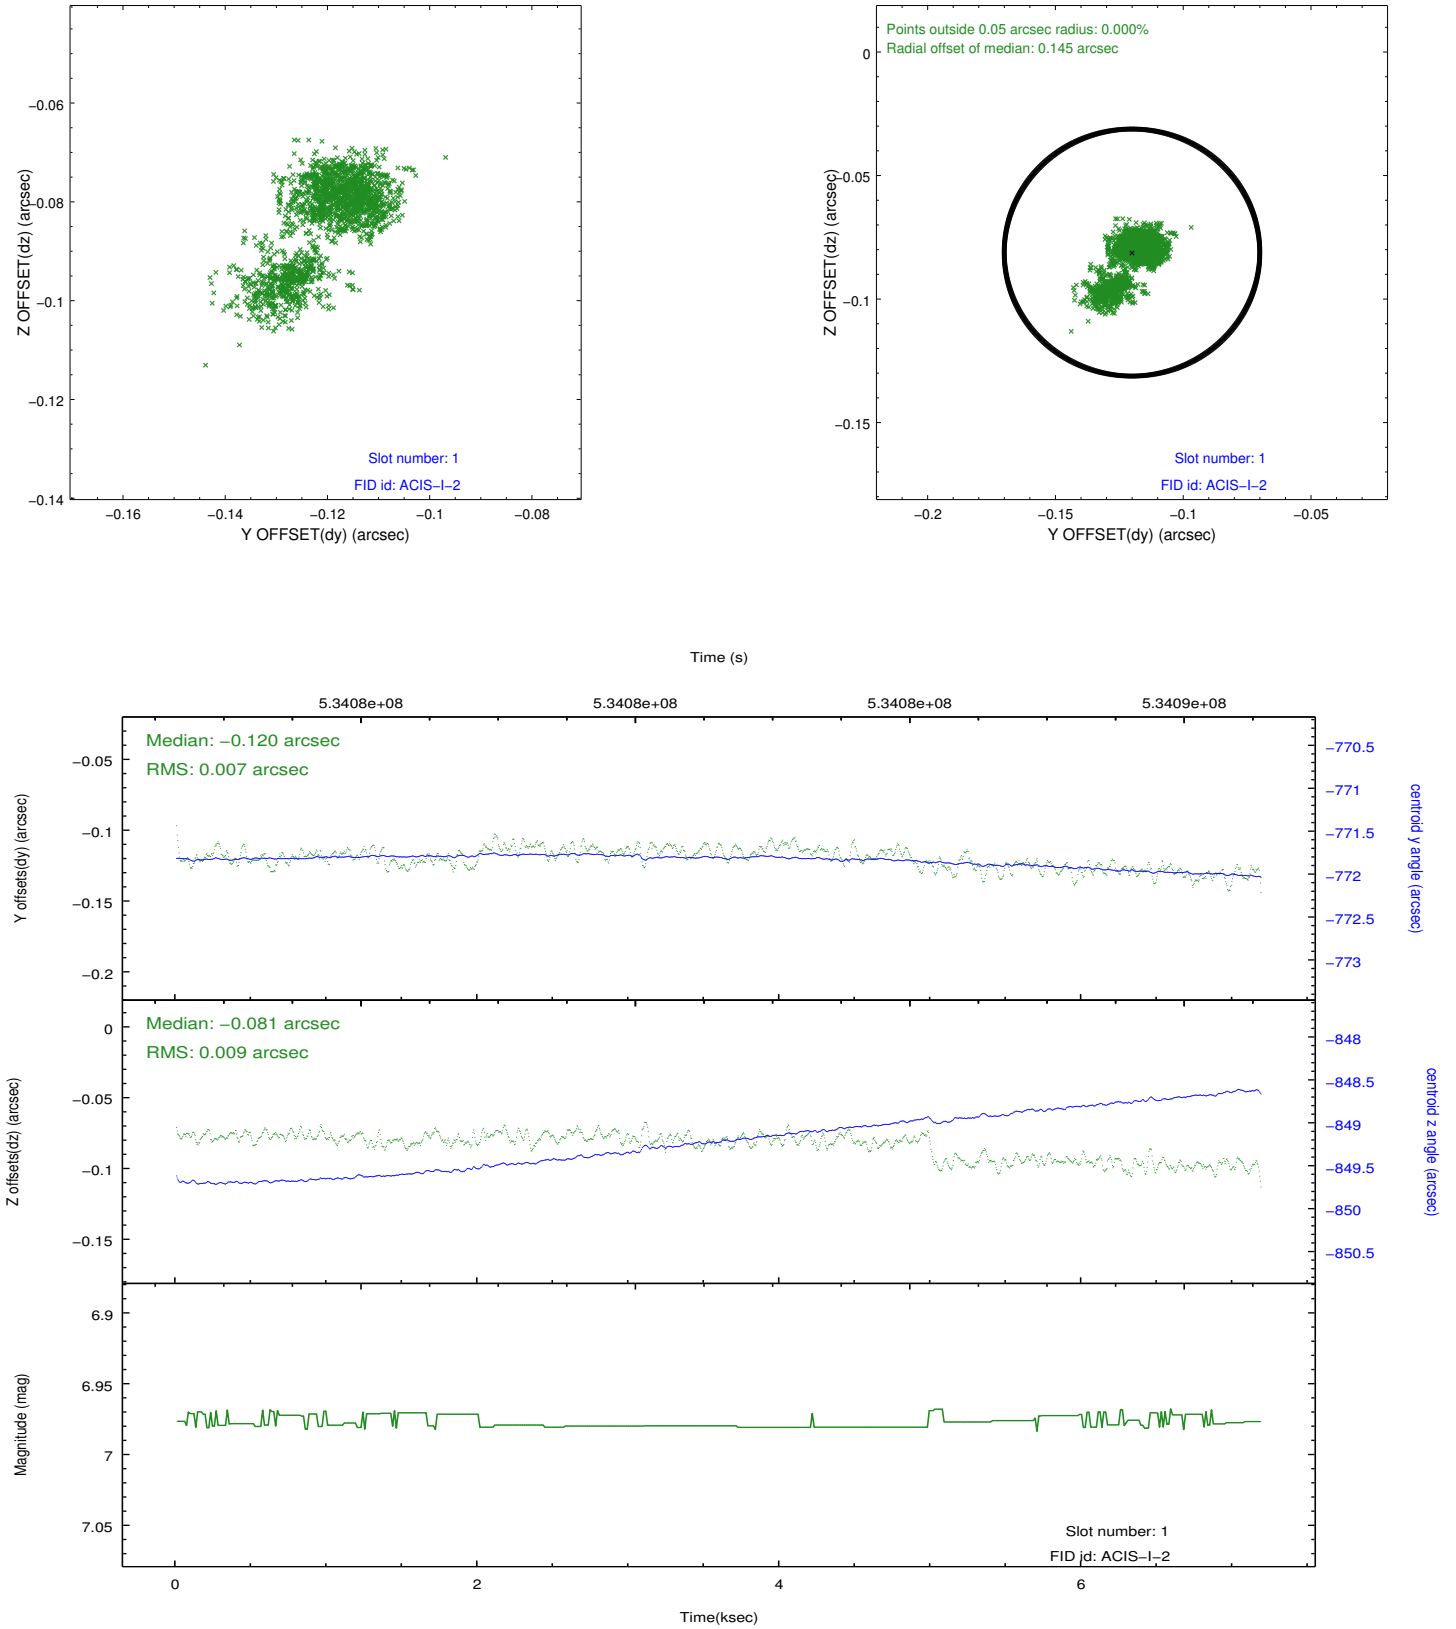 −0.06
−0.08
−0.1
−0.12
−0.14
Z OFFSET(dz) (arcsec)
−0.16
−0.14
−0.12
−0.1
−0.08
Y OFFSET(dy) (arcsec)
Slot number: 1
FID id: ACIS−I−2
Points outside 0.05 arcsec radius: 0.000%
Radial offset of median: 0.145 arcsec
0
−0.05
−0.1
−0.15
Z OFFSET(dz) (arcsec)
−0.2
−0.15
−0.1
−0.05
Y OFFSET(dy) (arcsec)
Slot number: 1
FID id: ACIS−I−2
Time (s)
5.3408e+08
5.3408e+08
5.3408e+08
5.3409e+08
Median: −0.120 arcsec
RMS: 0.007 arcsec
−0.05
−0.1
−0.15
−0.2
Y offsets(dy) (arcsec)
−770.5
−771
−771.5
−772
−772.5
−773
centroid y angle (arcsec)
Median: −0.081 arcsec
RMS: 0.009 arcsec
0
−0.05
−0.1
−0.15
Z offsets(dz) (arcsec)
−848
−848.5
−849
−849.5
−850
−850.5
centroid z angle (arcsec)
6.9
6.95
7
7.05
Magnitude (mag)
Slot number: 1
FID id: ACIS−I−2
0
2
4
6
Time(ksec)